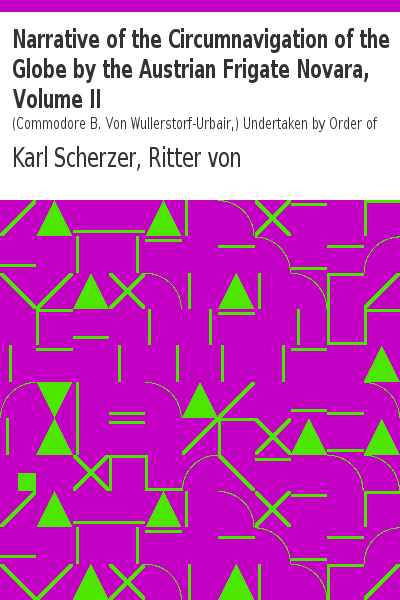 Narrative of the Circumnavigation of the
Globe by the Austrian Frigate Novara,
Volume II
(Commodore B. Von Wullerstorf-Urbair,) Undertaken by Order of
Karl Scherzer, Ritter von